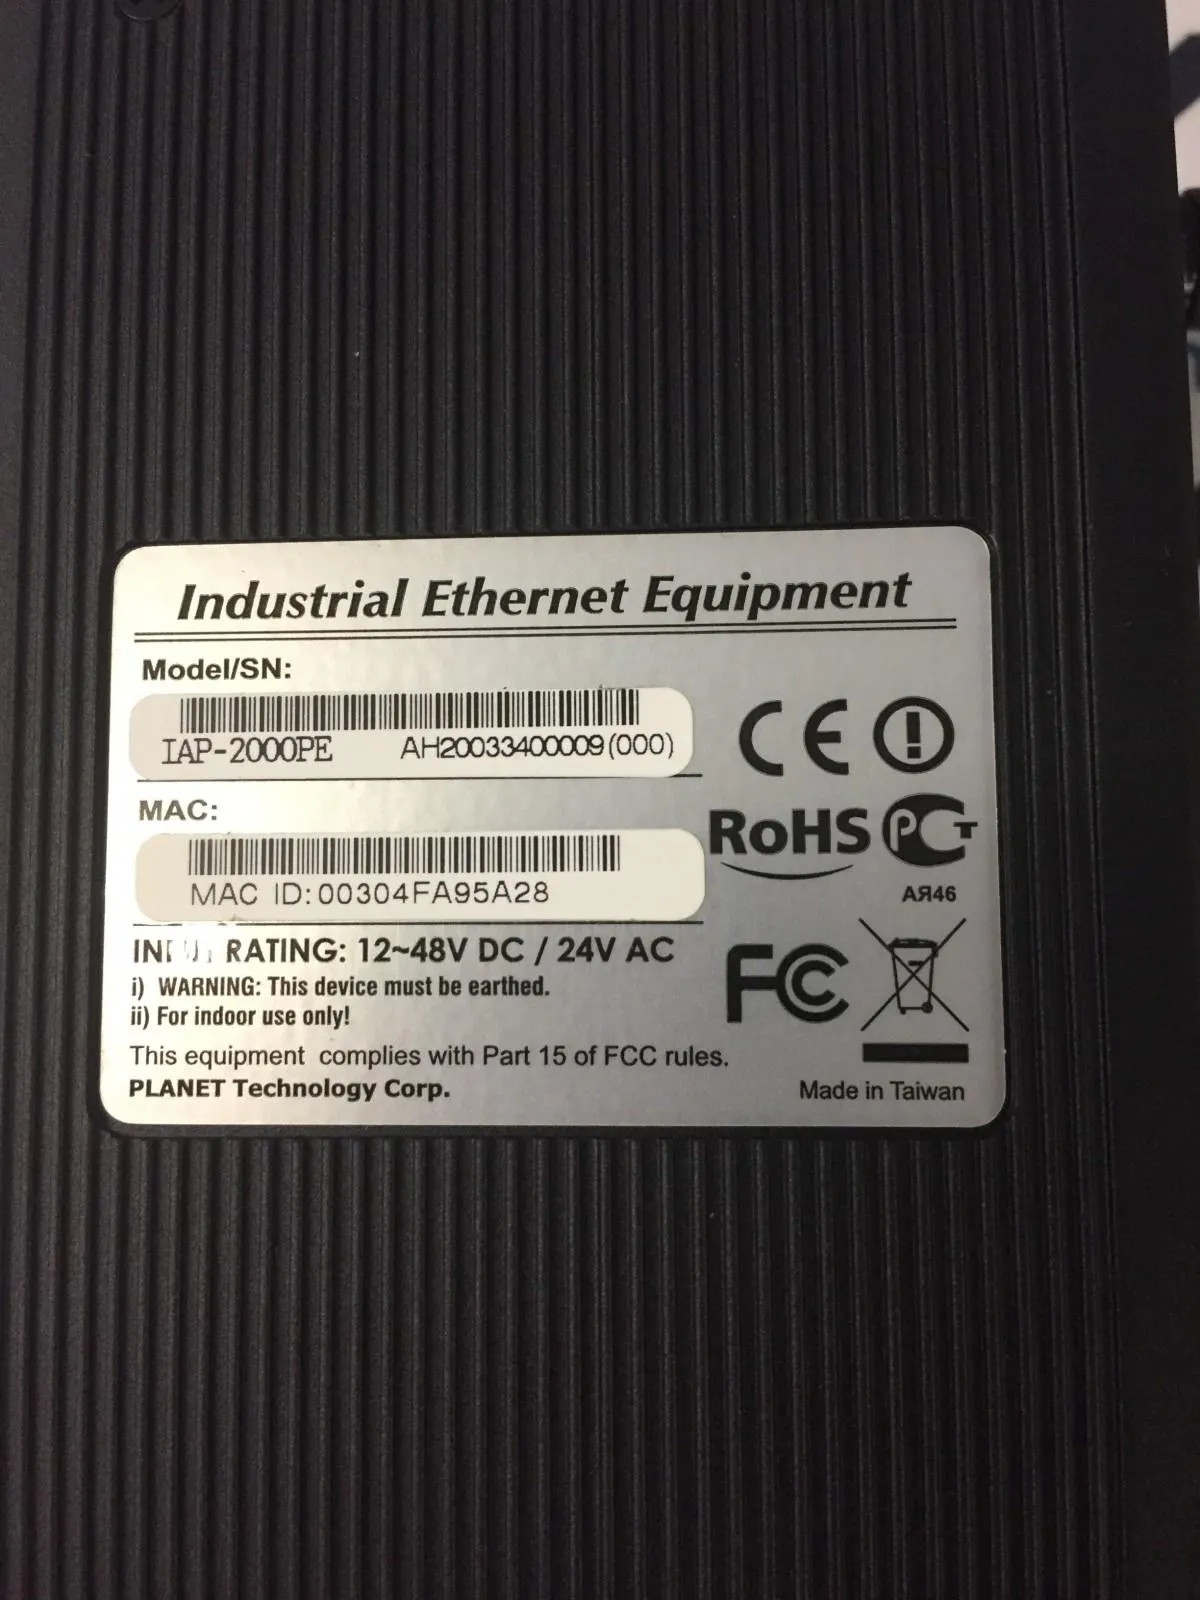 Industrial Ethernet Equipment
Model/SN:
IAP-2000PE AH20033400009(000)
MAC:
MAC ID:00304FA95A28
RATING: 12~48V DC / 24V AC
i) WARNING: This device must be earthed.
ii) For indoor use only!
This equipment complies with Part 15 of FCC rules.
PLANET Technology Corp.
CE
RoHS PCT
АЯ46
FC
Made in Taiwan